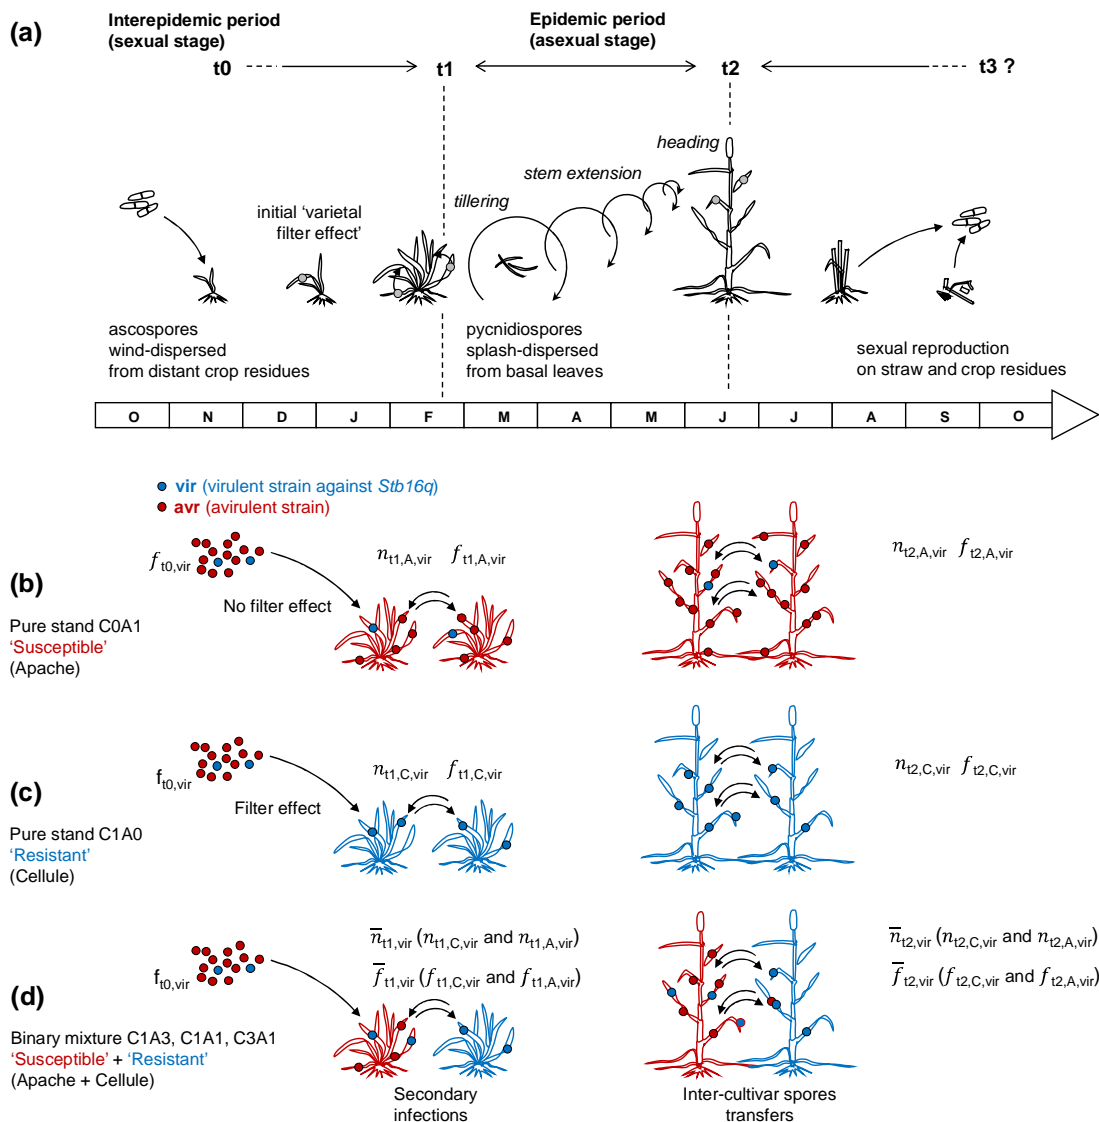 (a)
Interepidemic period
(sexual stage)
Epidemic period
(asexual stage)
t0
t1
t2
t3 ?
heading
stem extension
tillering
initial ‘varietal
filter effect’
ascospores
wind-dispersed
from distant crop residues
pycnidiospores
splash-dispersed
from basal leaves
sexual reproduction
on straw and crop residues
O N D J F M A M J J A S O
vir (virulent strain against Stb16q)
avr (avirulent strain)
(b)
f t0,vir
No filter effect
n t1,A,vir f t1,A,vir
n t2,A,vir f t2,A,vir
Pure stand C0A1
‘Susceptible’
(Apache)
(c)
f t0,vir
Filter effect
n t1,C,vir f t1,C,vir
n t2,C,vir f t2,C,vir
Pure stand C1A0
‘Resistant’
(Cellule)
(d)
f t0,vir
n̅ t1,vir (n t1,C,vir and n t1,A,vir)
f̅ t1,vir (f t1,C,vir and f t1,A,vir)
n̅ t2,vir (n t2,C,vir and n t2,A,vir)
f̅ t2,vir (f t2,C,vir and f t2,A,vir)
Binary mixture C1A3, C1A1, C3A1
‘Susceptible’ + ‘Resistant’
(Apache + Cellule)
Secondary
infections
Inter-cultivar spores
transfers